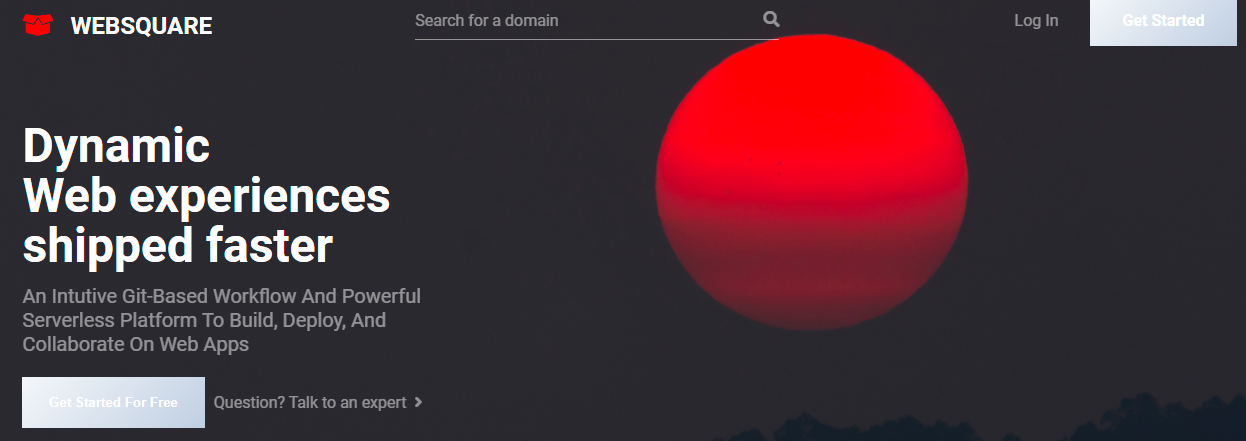 WEBSQUARE
Search for a domain
Log In
Get Started
Dynamic
Web experiences
shipped faster
An Intutive Git-Based Workflow And Powerful
Serverless Platform To Build, Deploy, And
Collaborate On Web Apps
Get Started For Free
Question? Talk to an expert